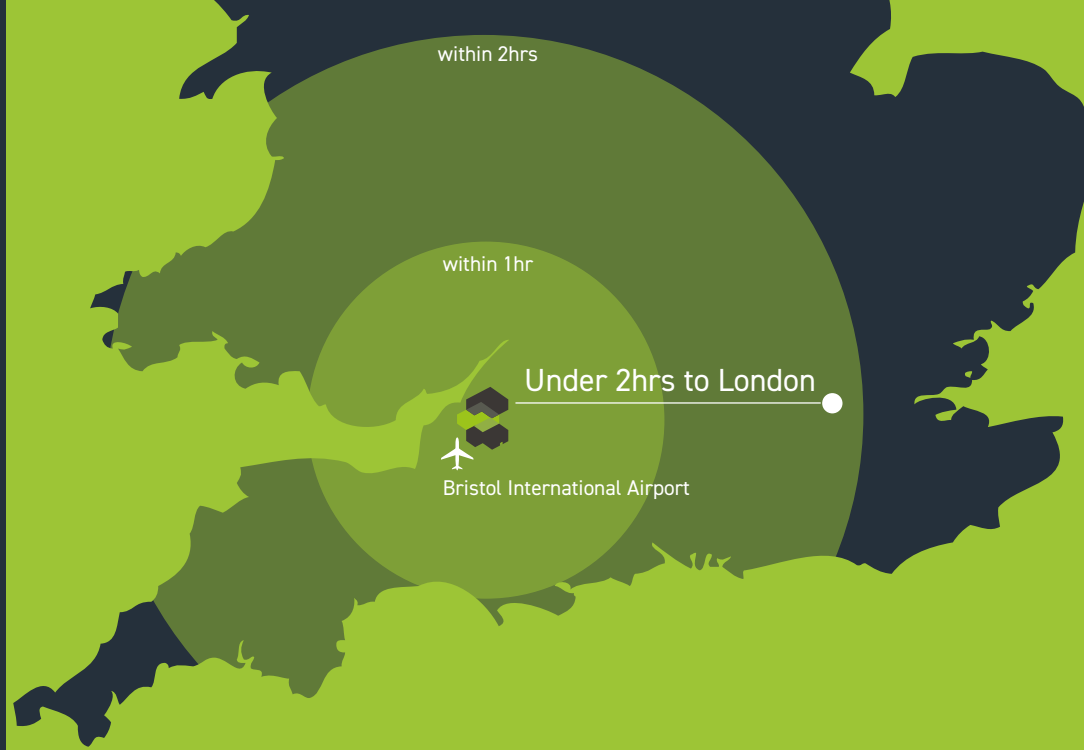 within 2hrs
within 1hr
Under 2hrs to London
Bristol International Airport